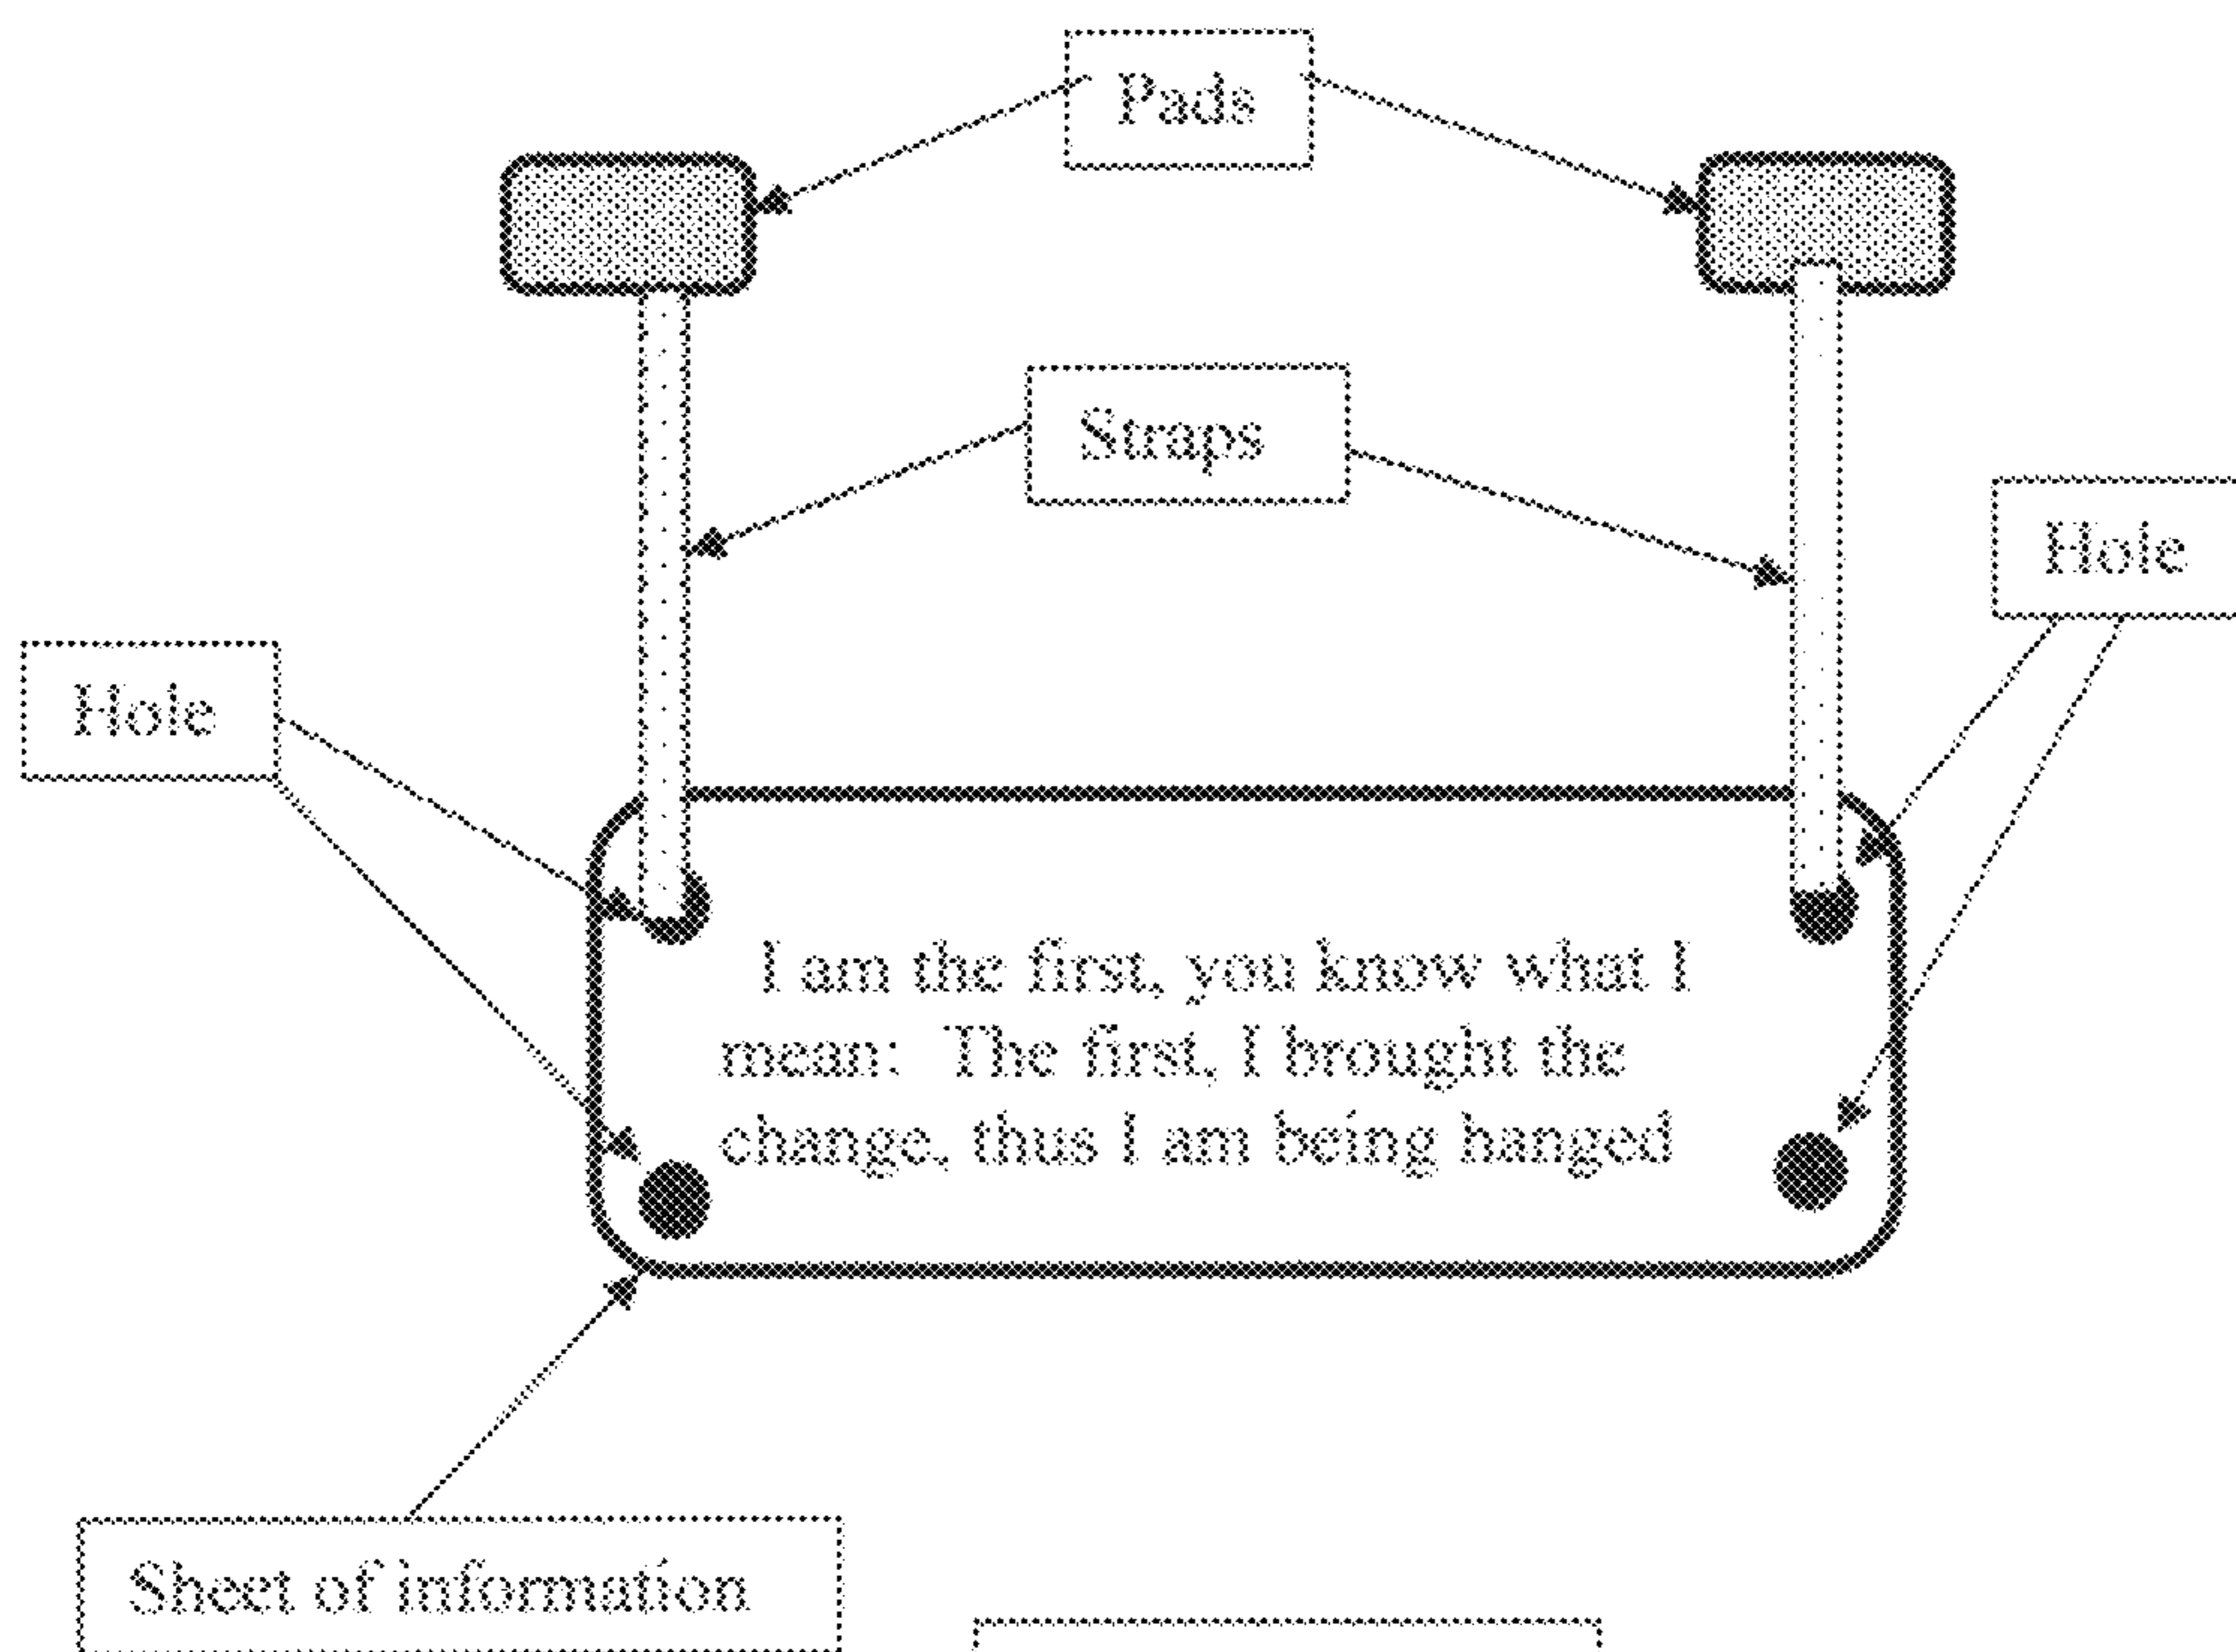 Pads
Straps
Hole
Hole
I am the first, you know what I
mean: The first, I brought the
change, thus I am being hanged
Sheet of information